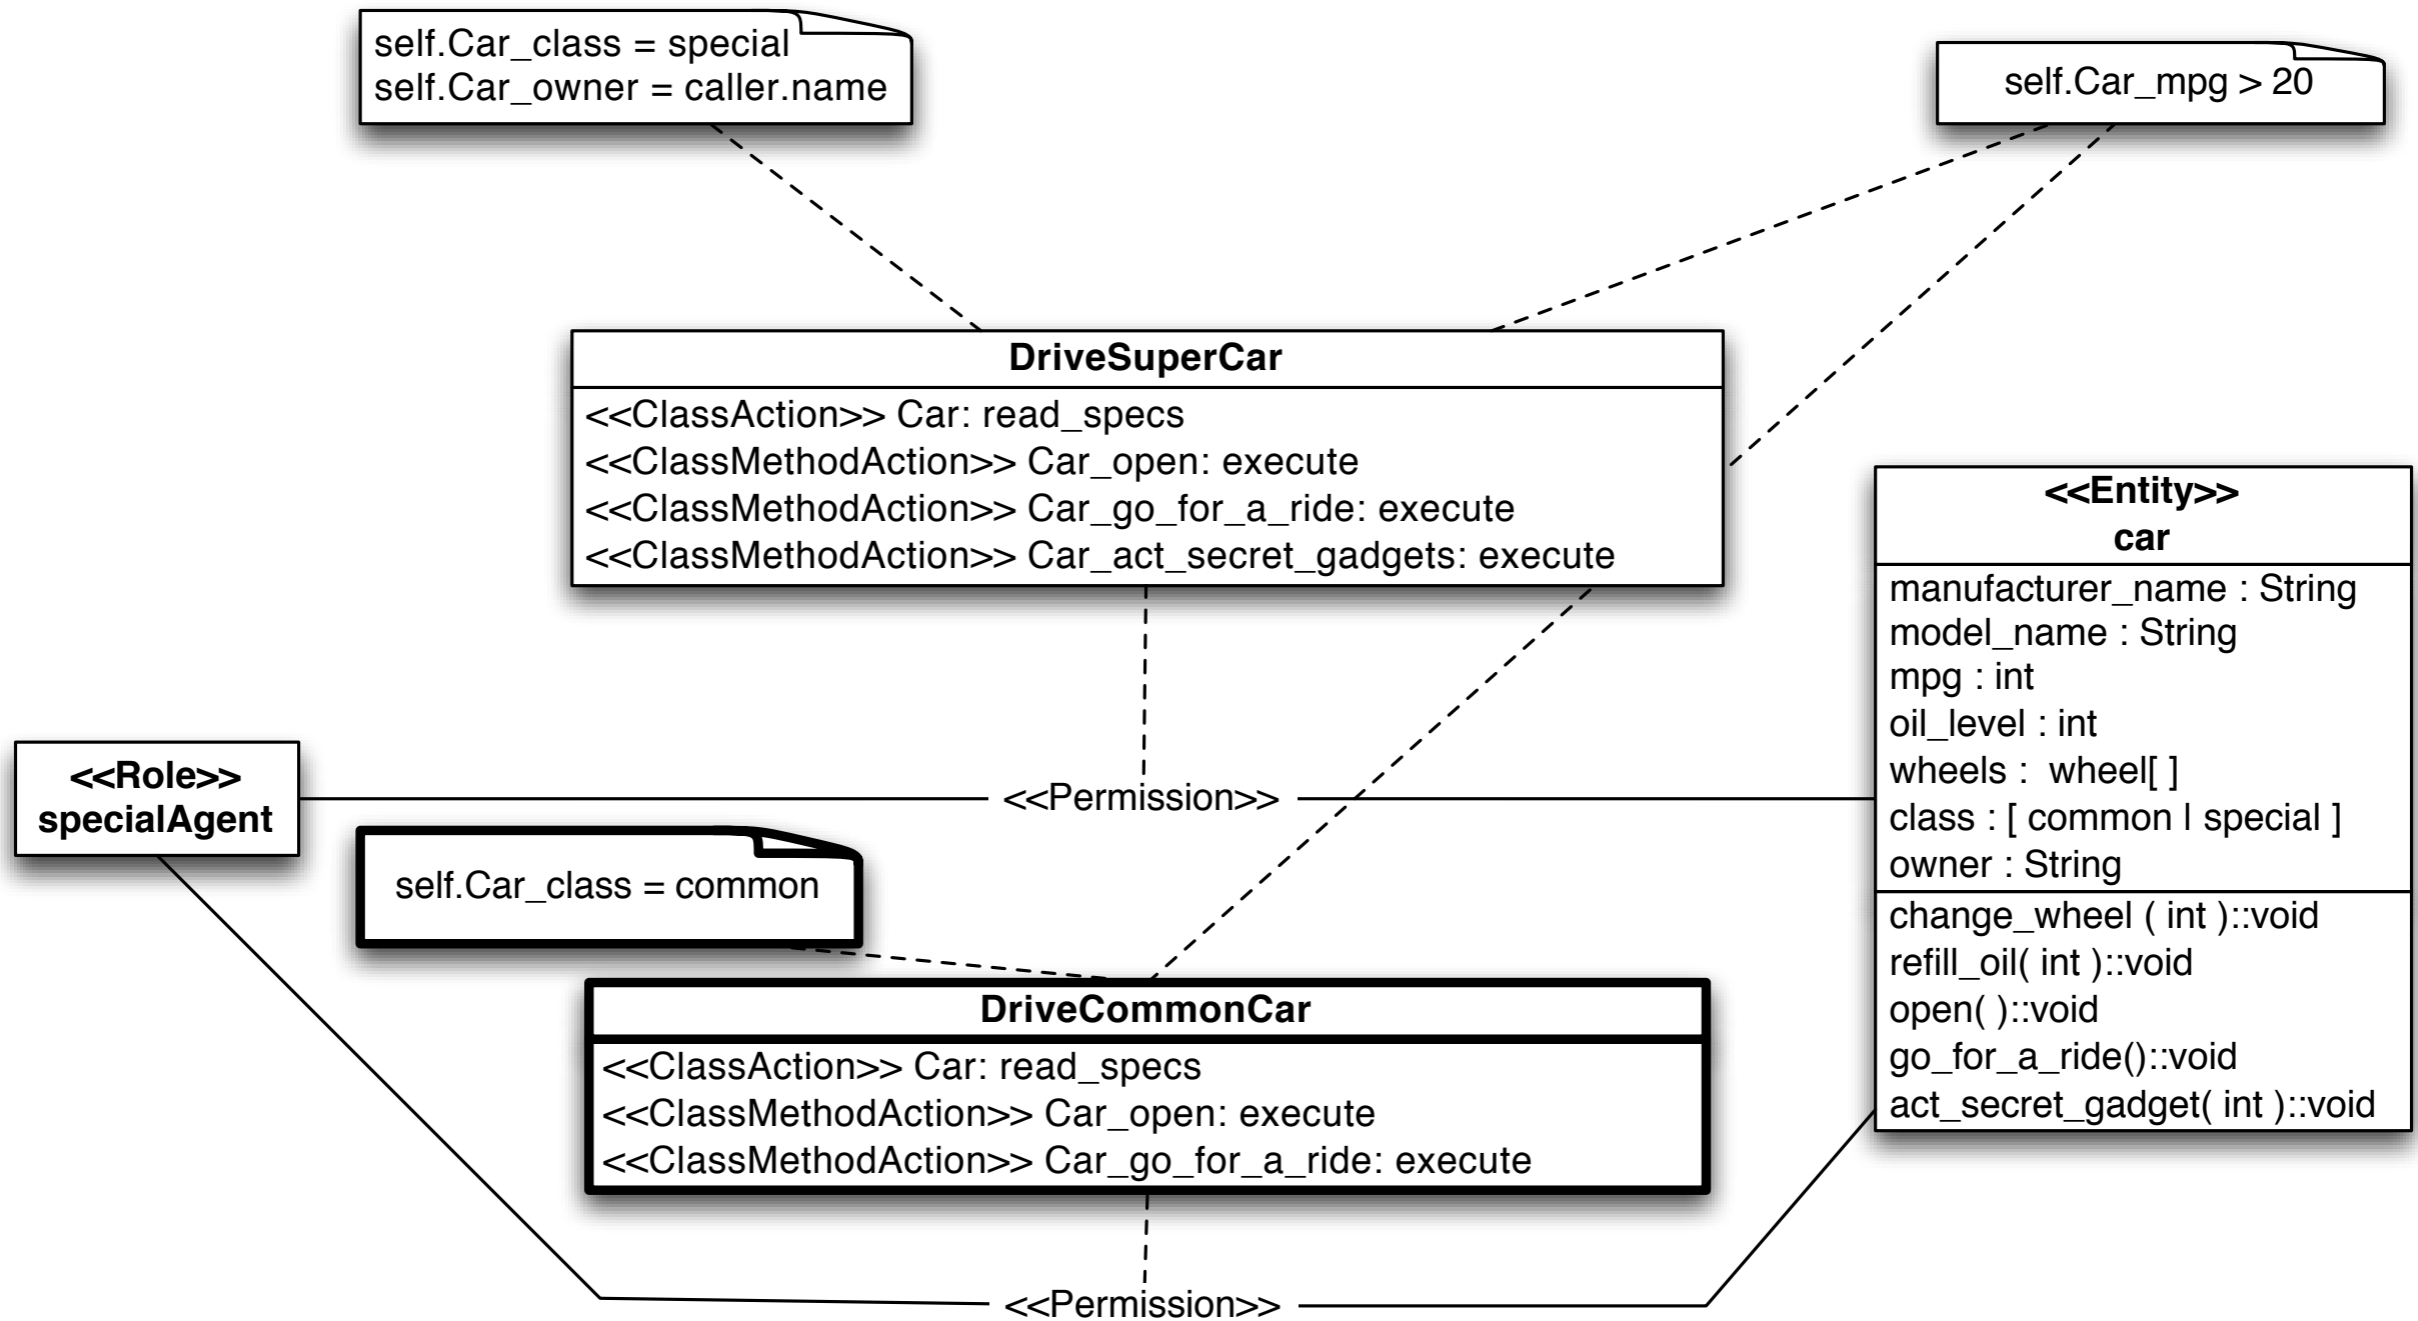 self.Car_class = special
self.Car_owner = caller.name
self.Car_mpg > 20
DriveSuperCar
<<ClassAction>> Car: read_specs
<<ClassMethodAction>> Car_open: execute
<<ClassMethodAction>> Car_go_for_a_ride: execute
<<ClassMethodAction>> Car_act_secret_gadgets: execute
<<Entity>>
car
manufacturer_name : String
model_name : String
mpg : int
oil_level : int
wheels :  wheel[ ]
class : [ common | special ]
owner : String
change_wheel ( int )::void
refill_oil( int )::void
open( )::void
go_for_a_ride()::void
act_secret_gadget( int )::void
<<Role>>
specialAgent
<<Permission>>
self.Car_class = common
DriveCommonCar
<<ClassAction>> Car: read_specs
<<ClassMethodAction>> Car_open: execute
<<ClassMethodAction>> Car_go_for_a_ride: execute
<<Permission>>